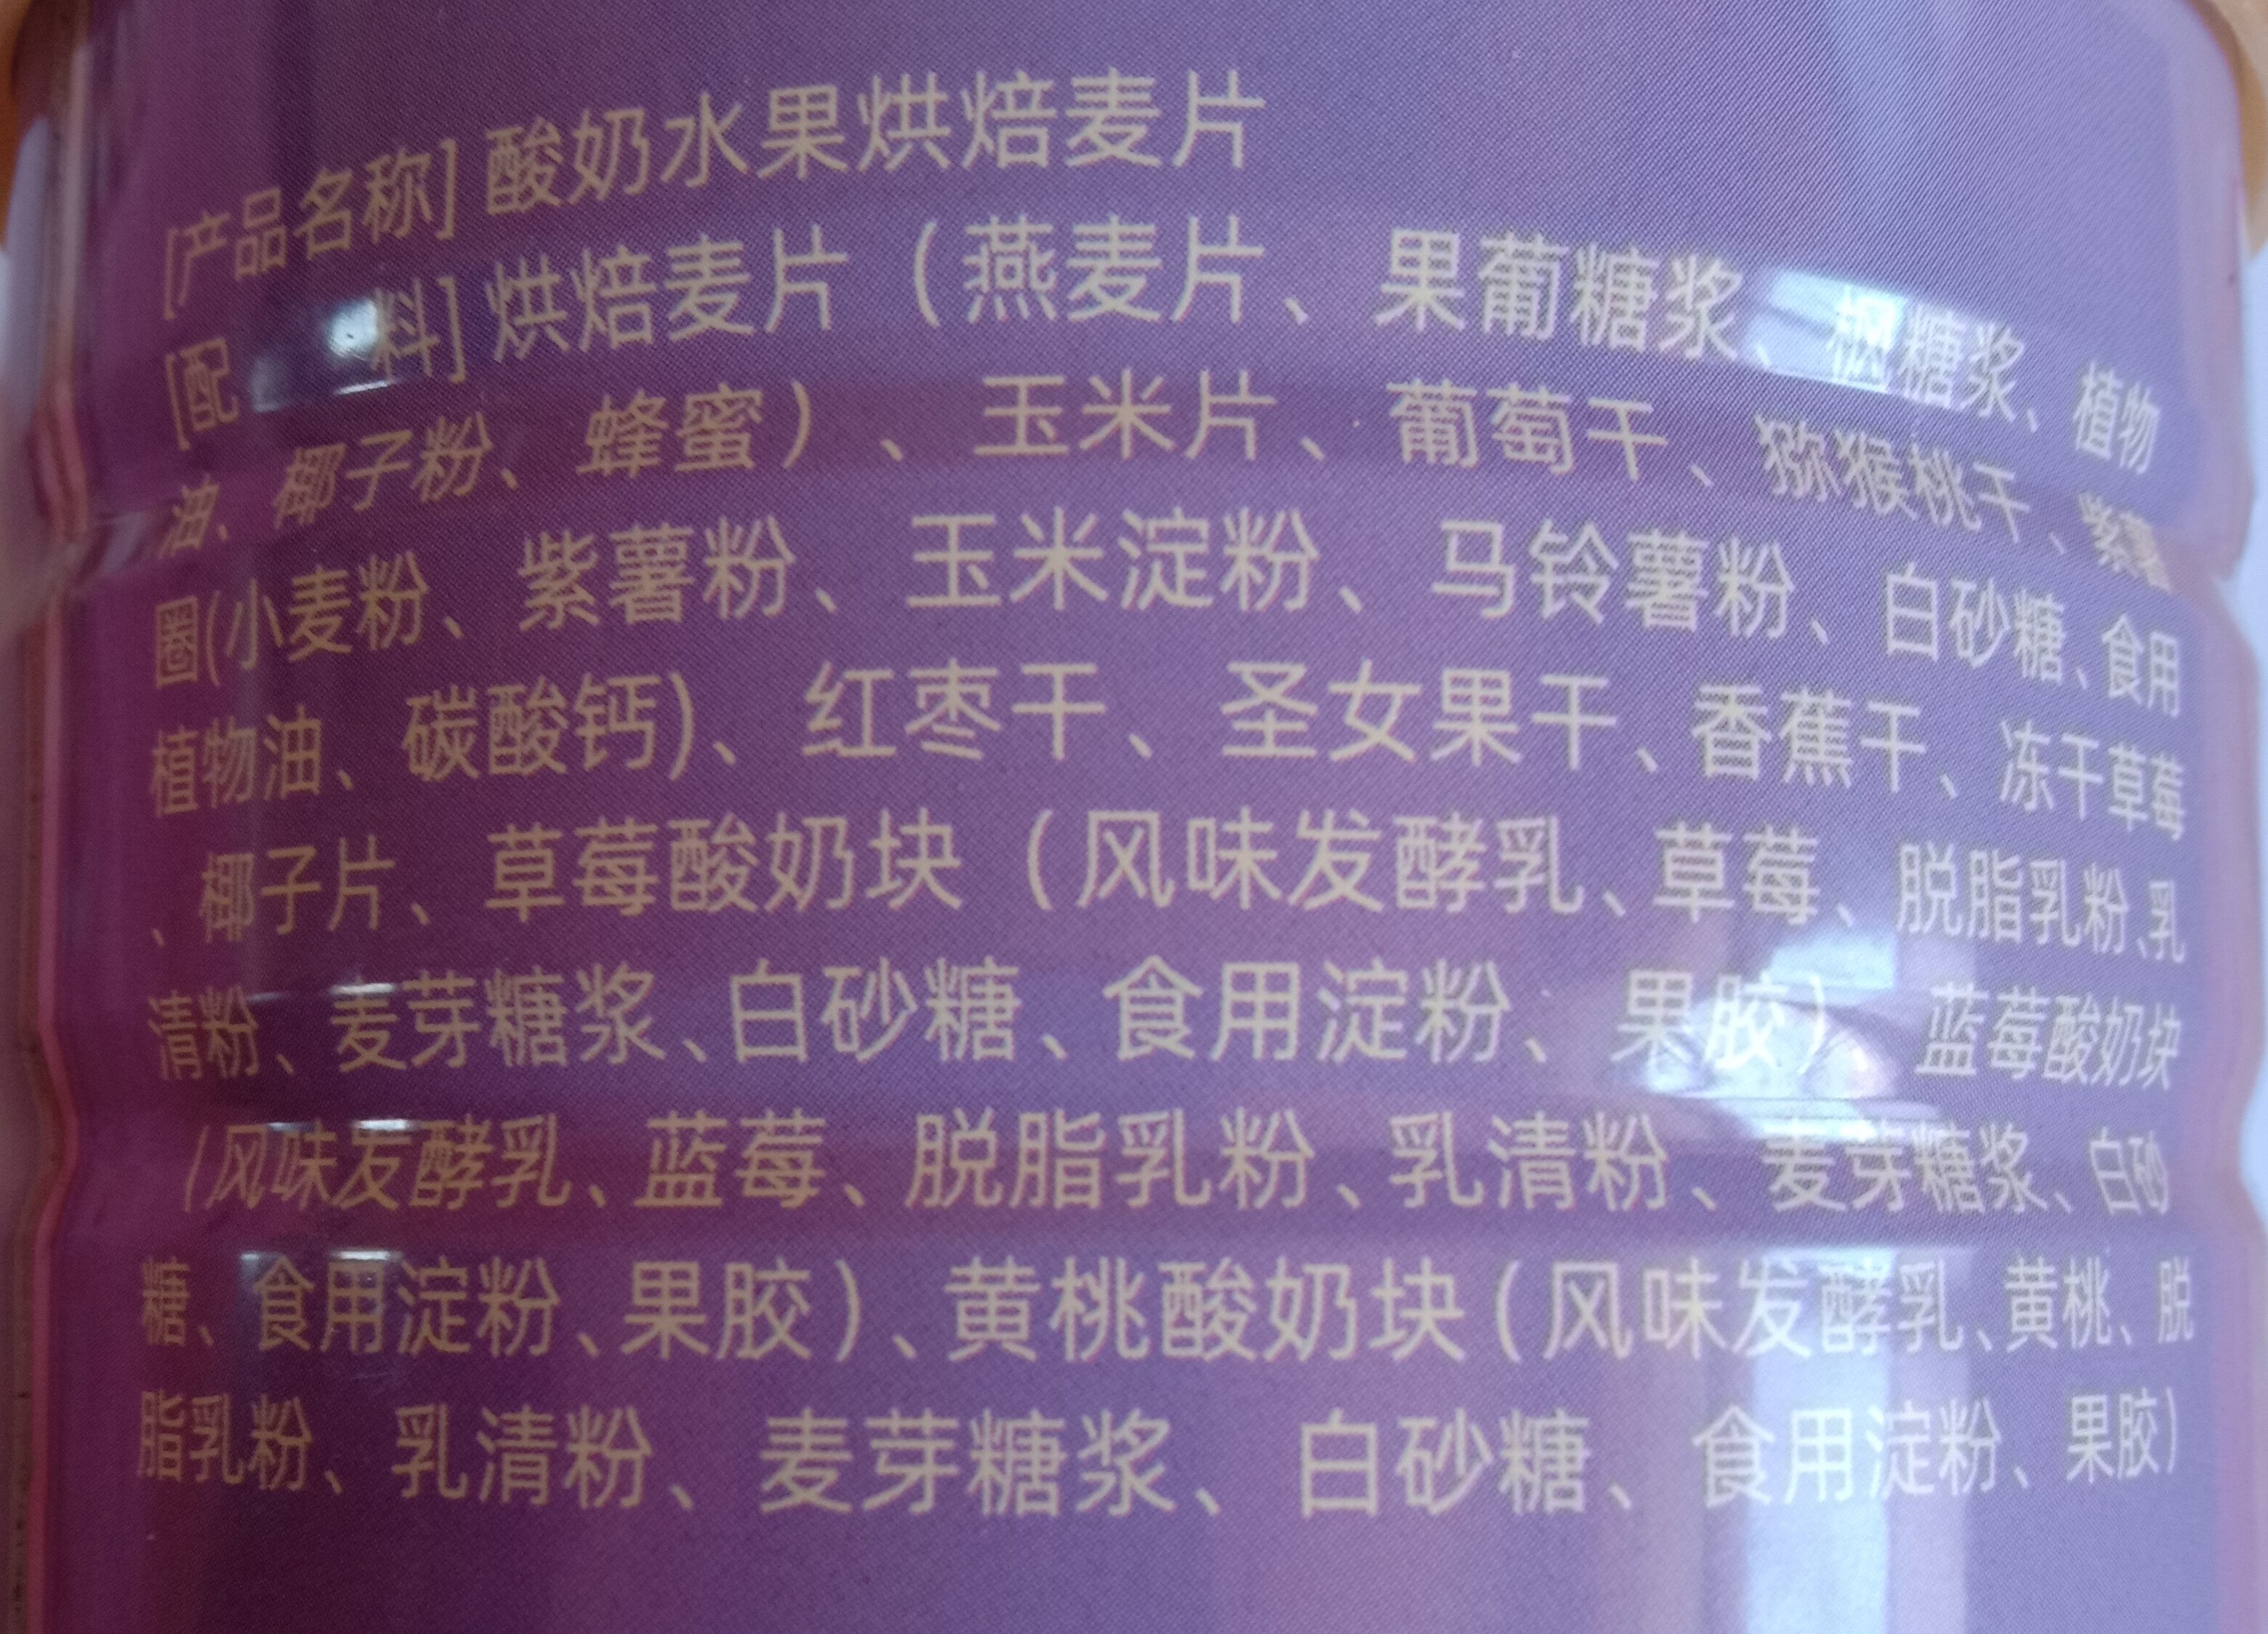 [产品名称] 酸奶水果烘焙麦片
[配 料] 烘焙麦片（燕麦片、果葡糖浆、枫糖浆、植物
油、椰子粉、蜂蜜）、玉米片、葡萄干、猕猴桃干、紫薯
圈(小麦粉、紫薯粉、玉米淀粉、马铃薯粉、白砂糖、食用
植物油、碳酸钙)、红枣干、圣女果干、香蕉干、冻干草莓
、椰子片、草莓酸奶块（风味发酵乳、草莓、脱脂乳粉、乳
清粉、麦芽糖浆、白砂糖、食用淀粉、果胶） 蓝莓酸奶块
（风味发酵乳、蓝莓、脱脂乳粉、乳清粉、麦芽糖浆、白砂
糖、食用淀粉、果胶）、黄桃酸奶块（风味发酵乳、黄桃、脱
脂乳粉、乳清粉、麦芽糖浆、白砂糖、食用淀粉、果胶）